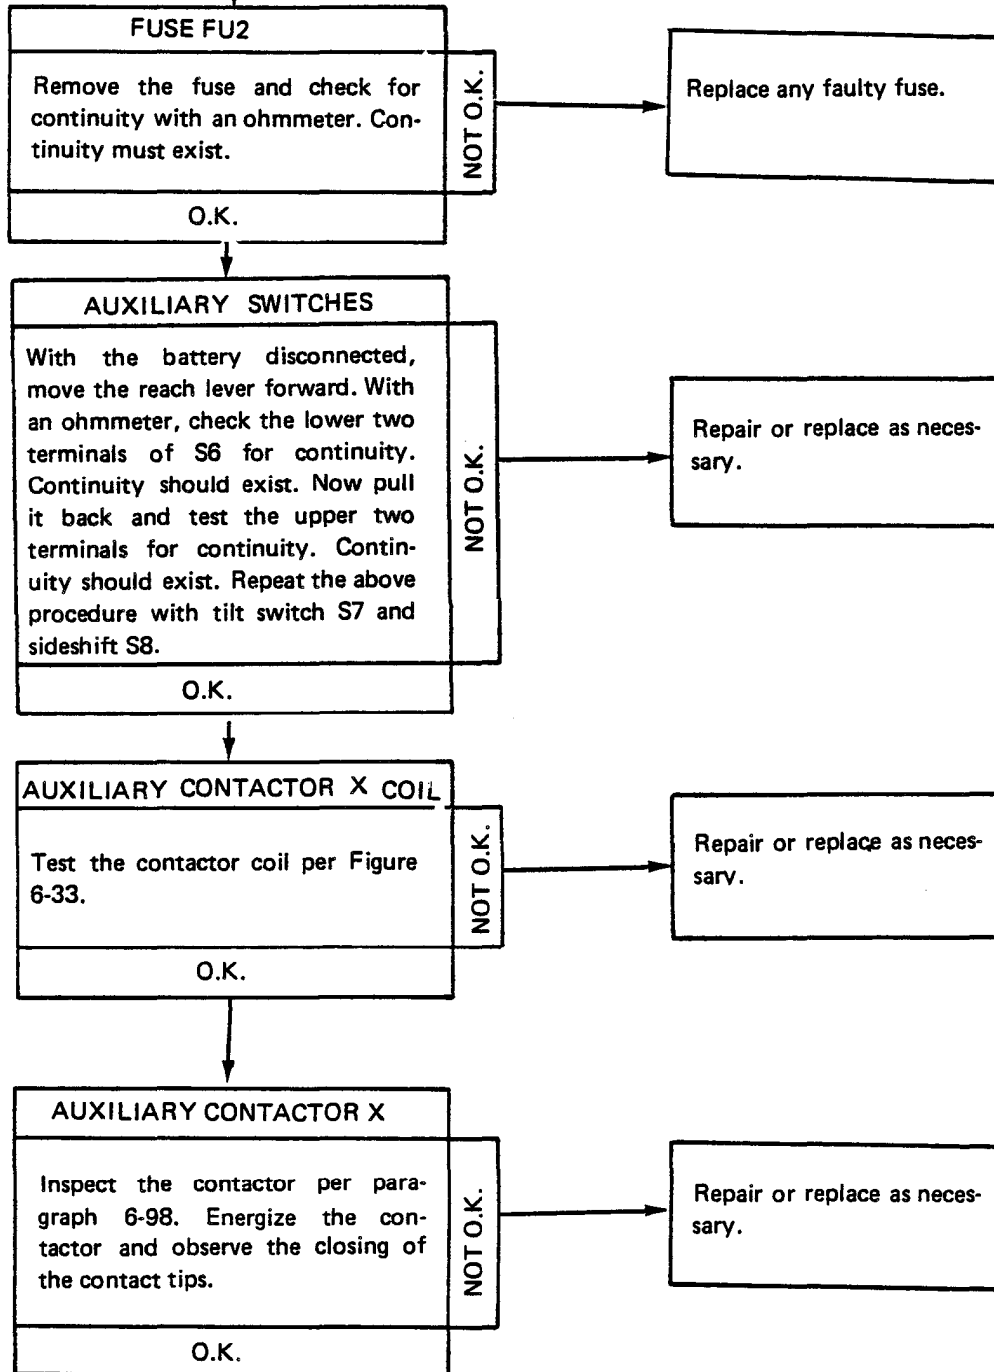 FUSE FU2
Remove the fuse and check for
continuity with an ohmmeter. Con-
tinuity must exist.
NOT O.K.
Replace any faulty fuse.
O.K.
AUXILIARY SWITCHES
With the battery disconnected,
move the reach lever forward. With
an ohmmeter, check the lower two
terminals of S6 for continuity.
Continuity should exist. Now pull
it back and test the upper two
terminals for continuity. Contin-
uity should exist. Repeat the above
procedure with tilt switch S7 and
sideshift S8.
NOT O.K.
Repair or replace as neces-
sary.
O.K.
AUXILIARY CONTACTOR X COIL
Test the contactor coil per Figure
6-33.
NOT O.K.
Repair or replace as neces-
sary.
O.K.
AUXILIARY CONTACTOR X
Inspect the contactor per para-
graph 6-98. Energize the con-
tactor and observe the closing of
the contact tips.
NOT O.K.
Repair or replace as neces-
sary.
O.K.